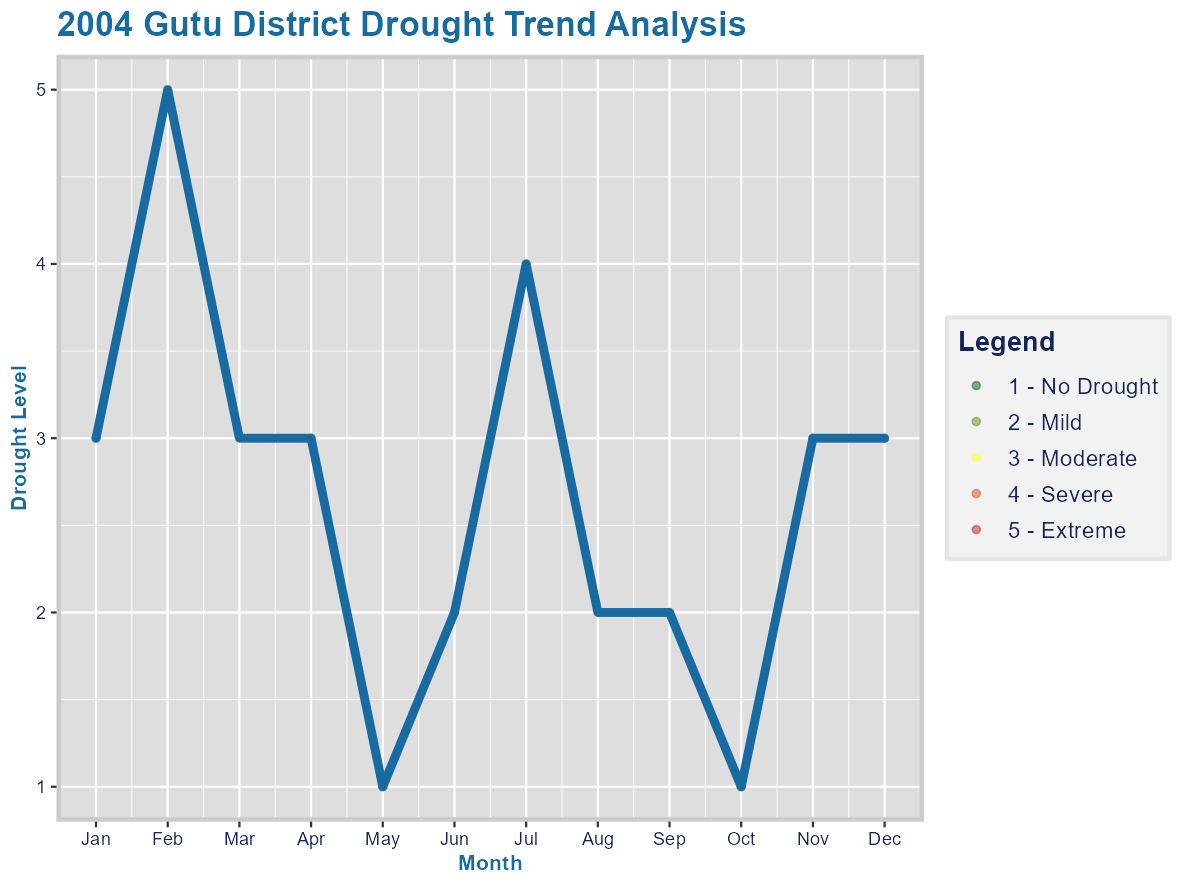 2004 Gutu District Drought Trend Analysis
Drought Level
5
4
3
2
1
Jan Feb Mar Apr May Jun Jul Aug Sep Oct Nov Dec
Month
Legend
1 - No Drought
2 - Mild
3 - Moderate
4 - Severe
5 - Extreme